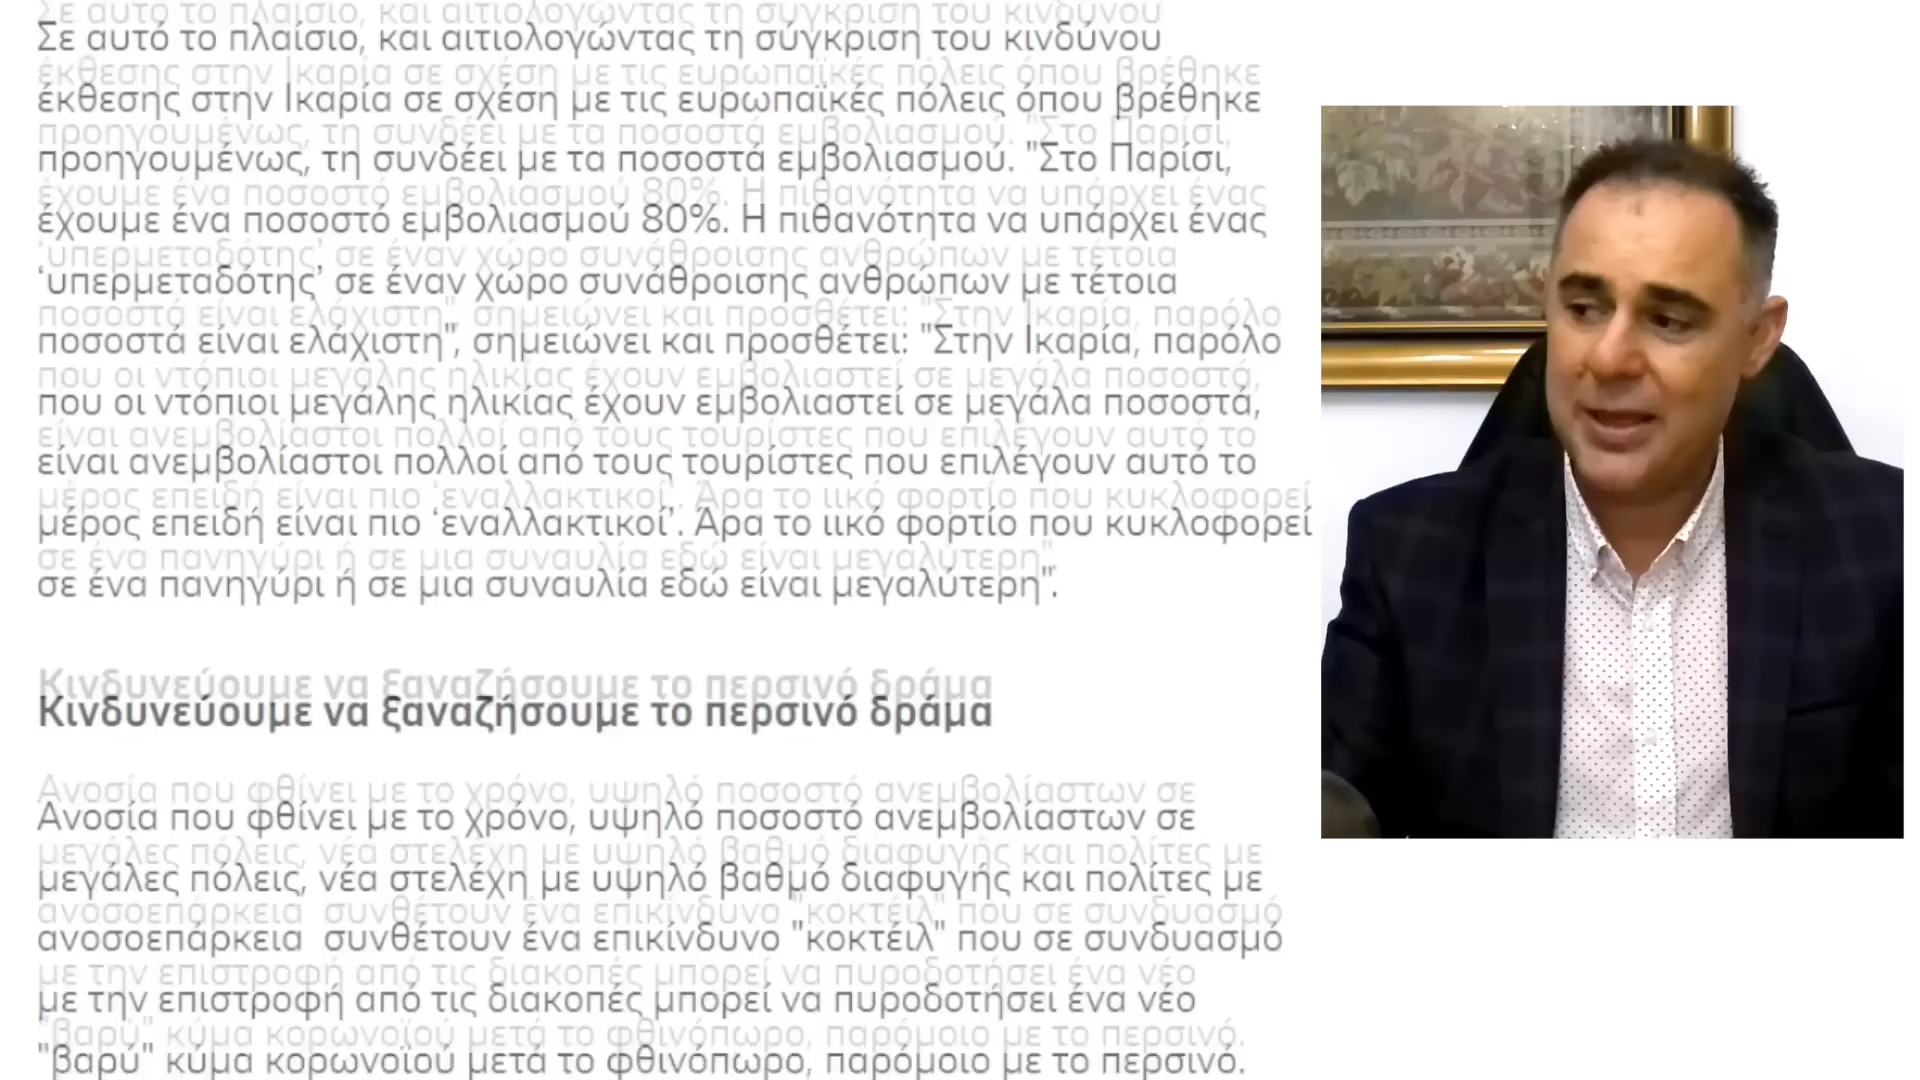 Σε αυτό το πλαίσιο, και αιτιολογώντας τη σύγκριση του κινδύνου
έκθεσης στην Ικαρία σε σχέση με τις ευρωπαϊκές πόλεις όπου βρέθηκε
προηγουμένως, τη συνδέει με τα ποσοστά εμβολιασμού. "Στο Παρίσι,
έχουμε ένα ποσοστό εμβολιασμού 80%. Η πιθανότητα να υπάρχει ένας
‘υπερμεταδότης’ σε έναν χώρο συνάθροισης ανθρώπων με τέτοια
ποσοστά είναι ελάχιστη", σημειώνει και προσθέτει: "Στην Ικαρία, παρόλο
που οι ντόπιοι μεγάλης ηλικίας έχουν εμβολιαστεί σε μεγάλα ποσοστά,
είναι ανεμβολίαστοι πολλοί από τους τουρίστες που επιλέγουν αυτό το
μέρος επειδή είναι πιο ‘εναλλακτικοί’. Άρα το ιικό φορτίο που κυκλοφορεί
σε ένα πανηγύρι ή σε μια συναυλία εδώ είναι μεγαλύτερη".
Κινδυνεύουμε να ξαναζήσουμε το περσινό δράμα
Ανοσία που φθίνει με το χρόνο, υψηλό ποσοστό ανεμβολίαστων σε
μεγάλες πόλεις, νέα στελέχη με υψηλό βαθμό διαφυγής και πολίτες με
ανοσοεπάρκεια συνθέτουν ένα επικίνδυνο "κοκτέιλ" που σε συνδυασμό
με την επιστροφή από τις διακοπές μπορεί να πυροδοτήσει ένα νέο
"βαρύ" κύμα κορωνοϊού μετά το φθινόπωρο, παρόμοιο με το περσινό.